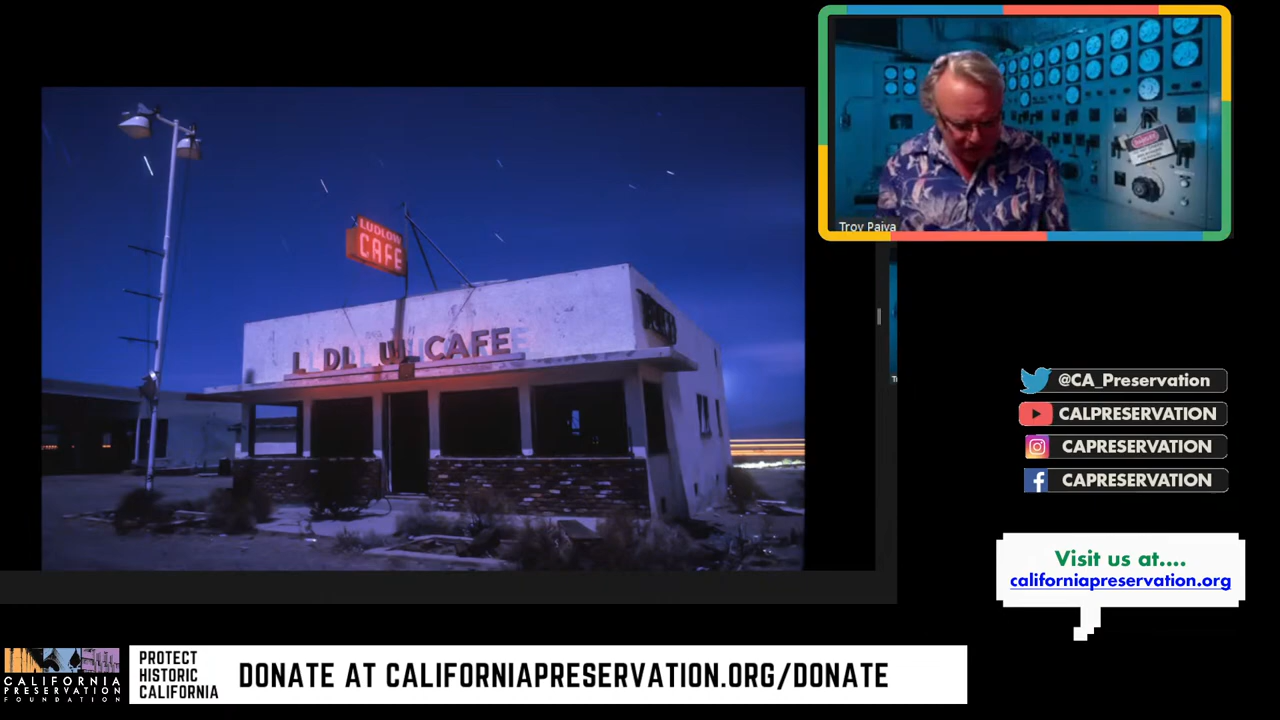 LUDLOW
CAFE
L DL W CAFE
DANGER
Troy Paiva
@CA_Preservation
CALPRESERVATION
CAPRESERVATION
CAPRESERVATION
Visit us at....
californiapreservation.org
CALIFORNIA
PRESERVATION
FOUNDATION
PROTECT
HISTORIC
CALIFORNIA
DONATE AT CALIFORNIAPRESERVATION.ORG/DONATE